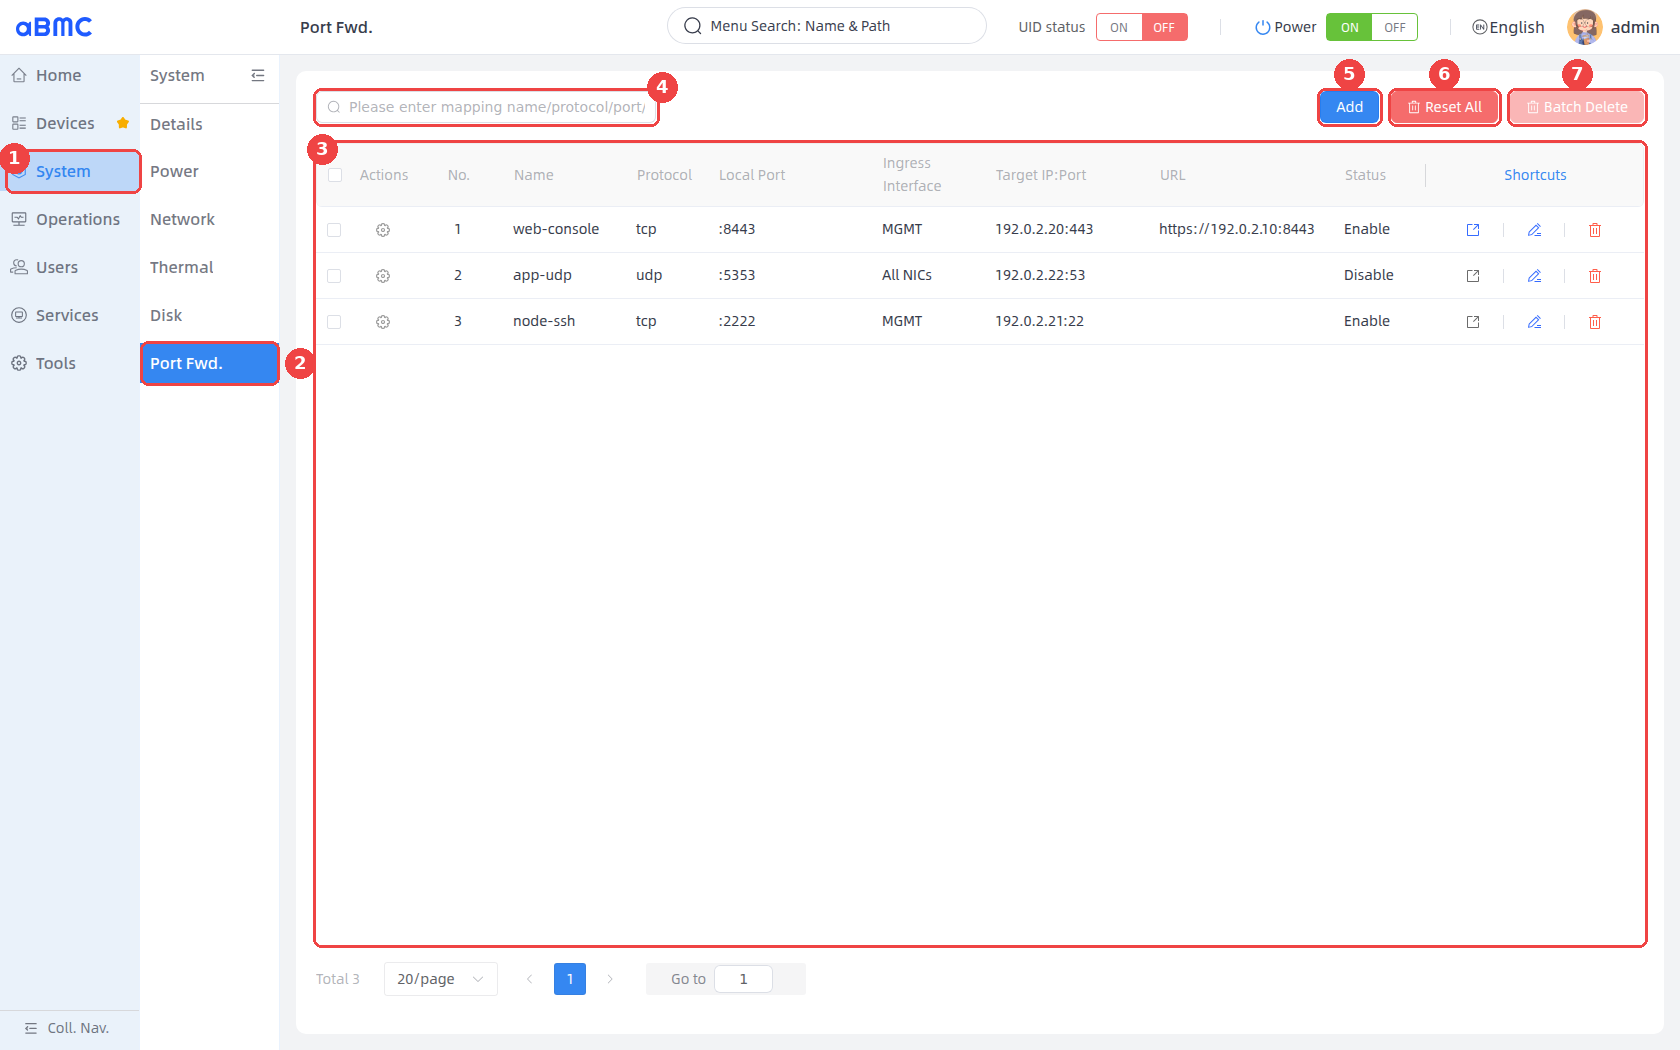 aBMC
Port Fwd.
Menu Search: Name & Path
UID status
ON
OFF
Power
ON
OFF
EN
English
admin
Home
Devices
1
System
Operations
Users
Services
Tools
Coll. Nav.
System
Details
Power
Network
Thermal
Disk
Port Fwd.
2
Please enter mapping name/protocol/port/
4
5
Add
6
Reset All
7
Batch Delete
3
Actions
No.
Name
Protocol
Local Port
Ingress
Interface
Target IP:Port
URL
Status
Shortcuts
1 web-console tcp :8443 MGMT 192.0.2.20:443 https://192.0.2.10:8443 Enable
2 app-udp udp :5353 All NICs 192.0.2.22:53 Disable
3 node-ssh tcp :2222 MGMT 192.0.2.21:22 Enable
Total 3
20/page
1
Go to
1